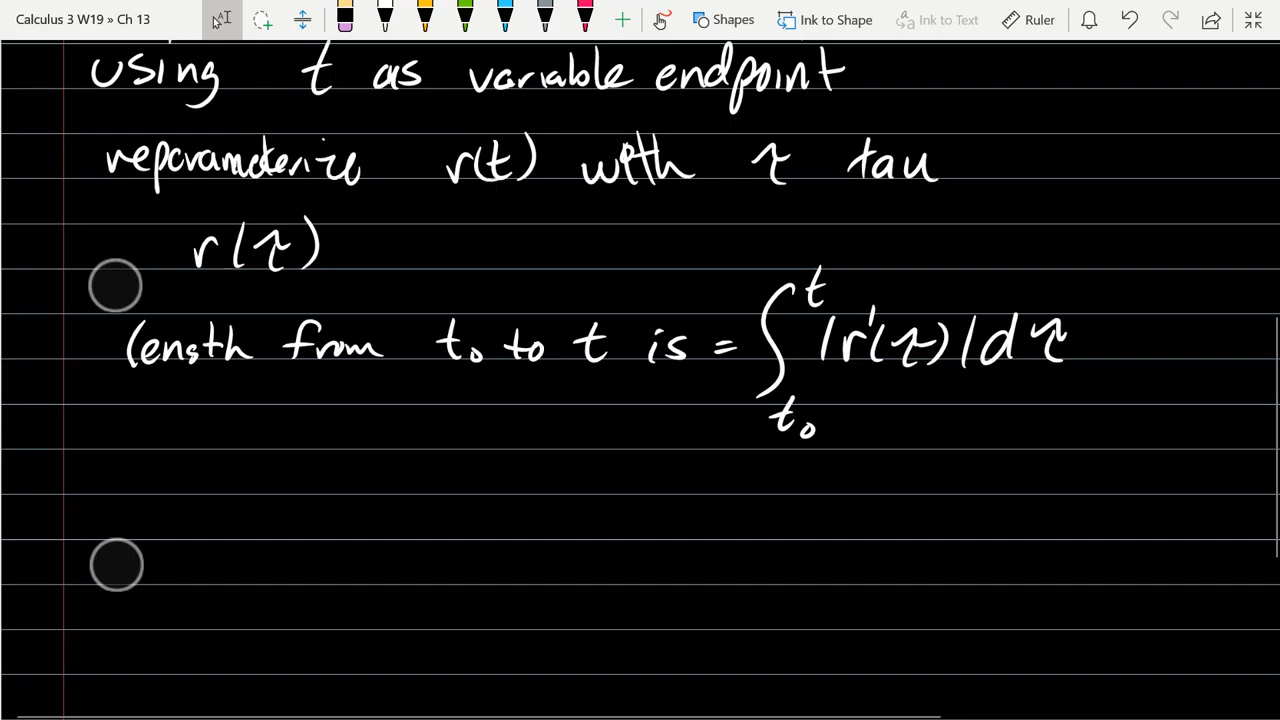 Calculus 3 W19 » Ch 13
Shapes
Ink to Shape
Ink to Text
Ruler
using t as variable endpoint
reparameterize r(t) with τ tau
r(τ)
length from t₀ to t is = ∫ₜ₀ᵗ |r'(τ)|dτ